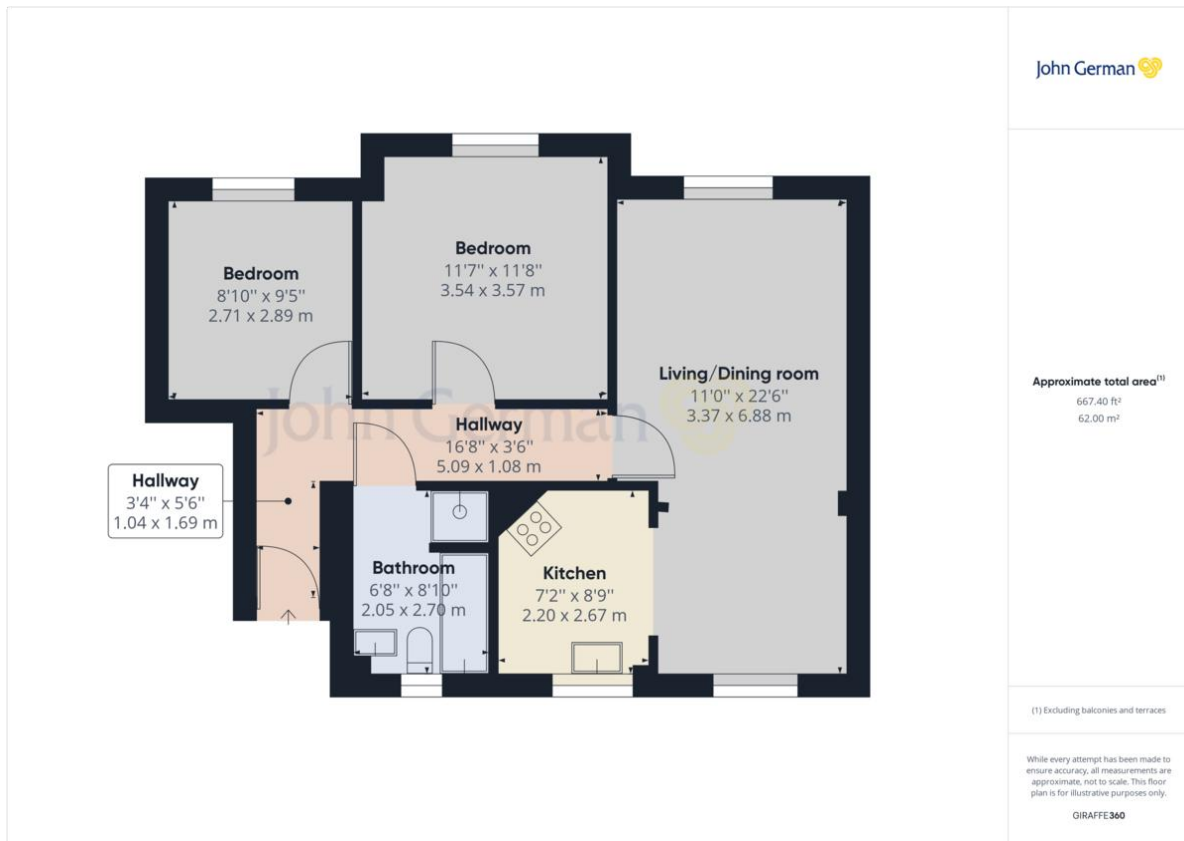 John German
Bedroom
11'7'' x 11'8''
3.54 x 3.57 m
Bedroom
8'10'' x 9'5''
2.71 x 2.89 m
Living/Dining room
11'0'' x 22'6''
3.37 x 6.88 m
John German
Hallway
16'8'' x 3'6''
5.09 x 1.08 m
Hallway
3'4'' x 5'6''
1.04 x 1.69 m
Bathroom
6'8'' x 8'10''
2.05 x 2.70 m
Kitchen
7'2'' x 8'9''
2.20 x 2.67 m
Approximate total area(1)
667.40 ft²
62.00 m²
(1) Excluding balconies and terraces
While every attempt has been made to
ensure accuracy, all measurements are
approximate, not to scale. This floor
plan is for illustrative purposes only.
GIRAFFE360